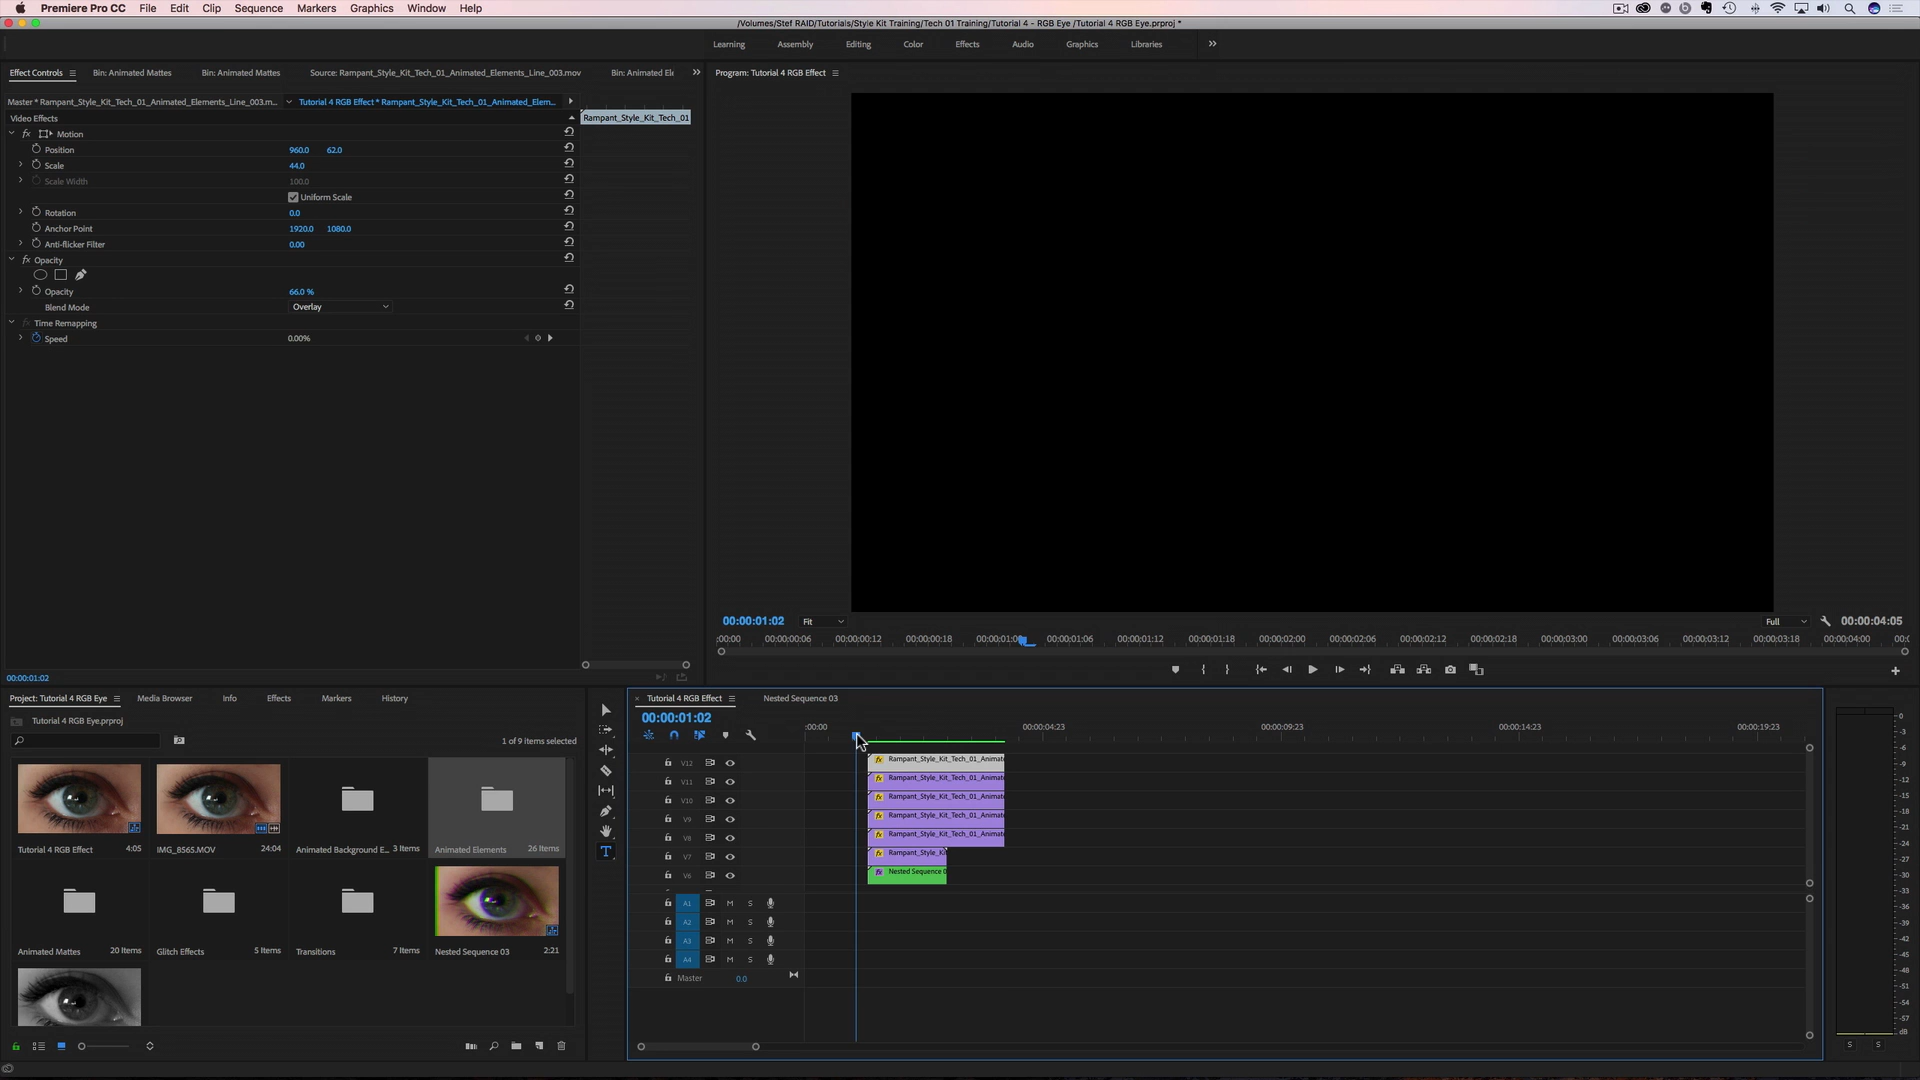 Premiere Pro CC File Edit Clip Sequence Markers Graphics Window Help
/Volumes/Stef RAID/Tutorials/Style Kit Training/Tech 01 Training/Tutorial 4 - RGB Eye /Tutorial 4 RGB Eye.prproj *
Learning Assembly Editing Color Effects Audio Graphics Libraries
Effect Controls Bin: Animated Mattes Bin: Animated Mattes Source: Rampant_Style_Kit_Tech_01_Animated_Elements_Line_003.mov Bin: Animated Ele
Program: Tutorial 4 RGB Effect
Master * Rampant_Style_Kit_Tech_01_Animated_Elements_Line_003.m... Tutorial 4 RGB Effect * Rampant_Style_Kit_Tech_01_Animated_Elem...
Video Effects
Rampant_Style_Kit_Tech_01
fx Motion
Position 960.0 62.0
Scale 44.0
Scale Width 100.0
Uniform Scale
Rotation 0.0
Anchor Point 1920.0 1080.0
Anti-flicker Filter 0.00
fx Opacity
Opacity 66.0 %
Blend Mode Overlay
Time Remapping
Speed 0.00%
00:00:01:02 Fit Full 00:00:04:05
;00:00 00:00:00:06 00:00:00:12 00:00:00:18 00:00:01:00 00:00:01:06 00:00:01:12 00:00:01:18 00:00:02:00 00:00:02:06 00:00:02:12 00:00:02:18 00:00:03:00 00:00:03:06 00:00:03:12 00:00:03:18 00:00:04:00
00:00:01:02
Project: Tutorial 4 RGB Eye Media Browser Info Effects Markers History
Tutorial 4 RGB Eye.prproj
1 of 9 items selected
Tutorial 4 RGB Effect 4:05
IMG_8565.MOV 24:04
Animated Background E... 3 Items
Animated Elements 26 Items
Animated Mattes 20 Items
Glitch Effects 5 Items
Transitions 7 Items
Nested Sequence 03 2:21
Tutorial 4 RGB Effect Nested Sequence 03
00:00:01:02
:00:00 00:00:04:23 00:00:09:23 00:00:14:23 00:00:19:23
V12 fx Rampant_Style_Kit_Tech_01_Animate
V11 fx Rampant_Style_Kit_Tech_01_Animate
V10 fx Rampant_Style_Kit_Tech_01_Animate
V9 fx Rampant_Style_Kit_Tech_01_Animate
V8 fx Rampant_Style_Kit_Tech_01_Animate
V7 fx Rampant_Style_Kit
V6 fx Nested Sequence 0
A1 M S
A2 M S
A3 M S
A4 M S
Master 0.0
0
-3
-6
-9
-12
-15
-18
-21
-24
-27
-30
-33
-36
-39
-42
-45
-48
-51
-54
-57
dB
S S